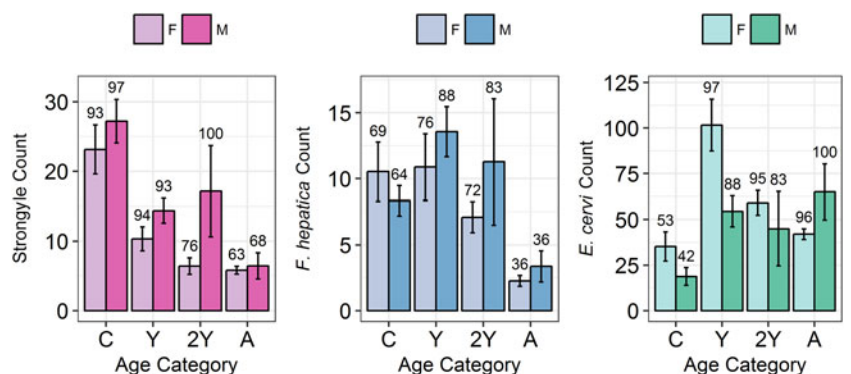 F M
F M
F M
Strongyle Count
30
20
10
0
93 97
94 93
76 100
63 68
C Y 2Y A
Age Category
F. hepatica Count
15
10
5
0
69 64
76 88
72 83
36 36
C Y 2Y A
Age Category
E. cervi Count
125
100
75
50
25
0
53 42
97 88
95 83
96 100
C Y 2Y A
Age Category